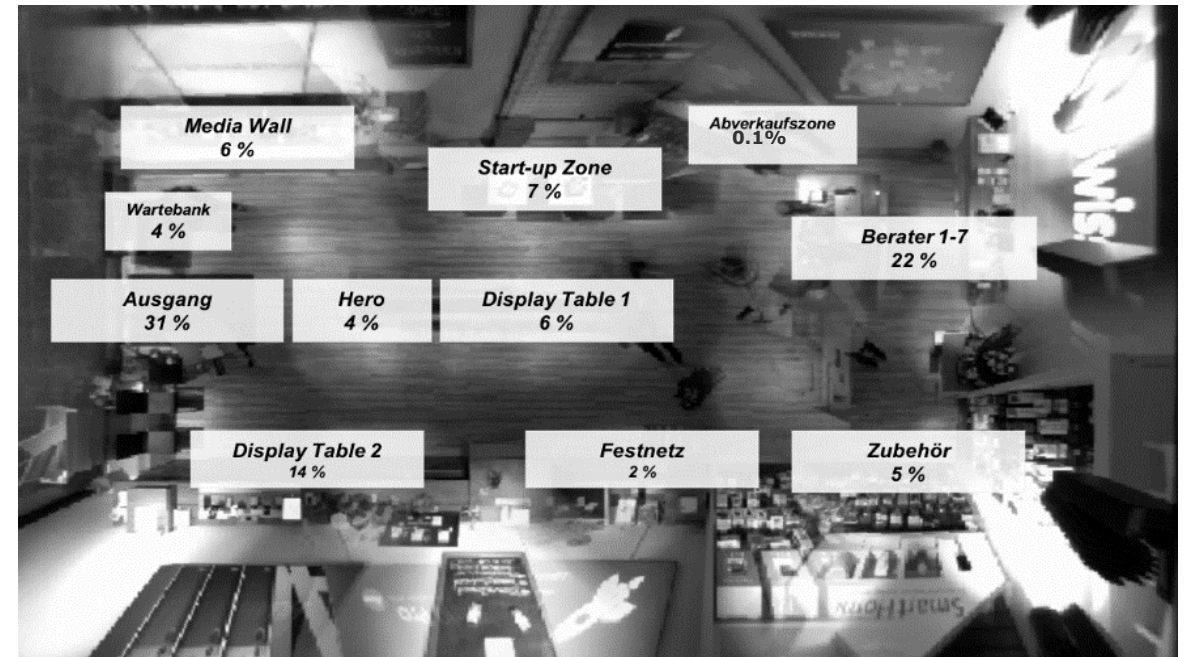 Media Wall
6 %
Abverkaufszone
0.1%
Start-up Zone
7 %
Wartebank
4 %
Berater 1-7
22 %
Ausgang
31 %
Hero
4 %
Display Table 1
6 %
Display Table 2
14 %
Festnetz
2 %
Zubehör
5 %
wis